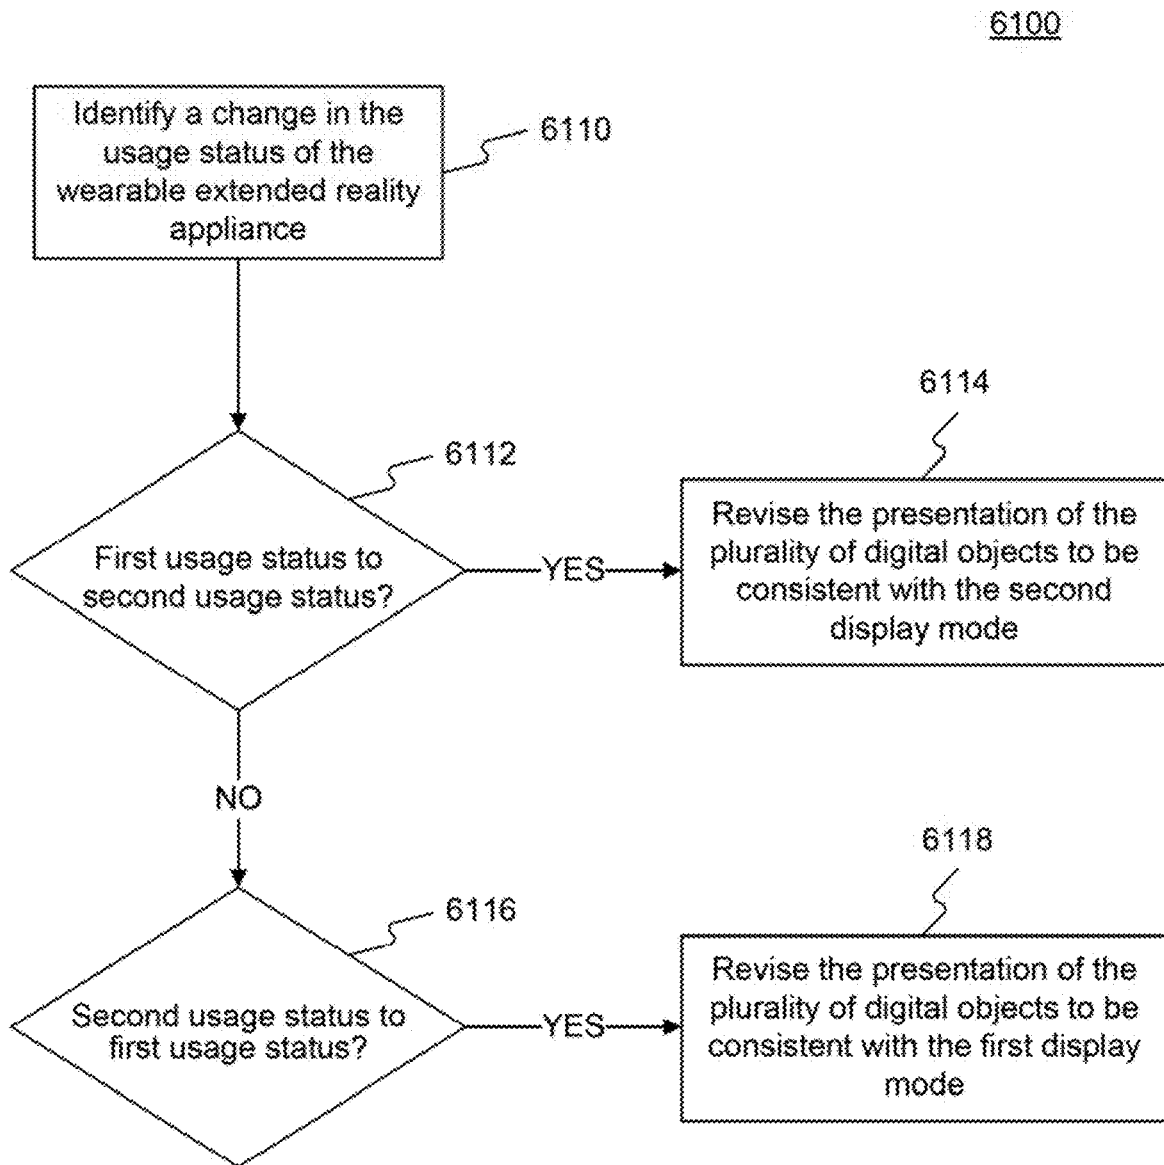 6100
Identify a change in the
usage status of the
wearable extended reality
appliance
6110
6112
First usage status to
second usage status?
YES
6114
Revise the presentation of the
plurality of digital objects to be
consistent with the second
display mode
NO
6116
Second usage status to
first usage status?
YES
6118
Revise the presentation of the
plurality of digital objects to be
consistent with the first display
mode